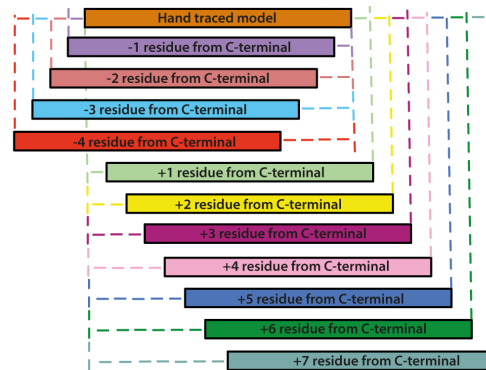 Hand traced model
-1 residue from C-terminal
-2 residue from C-terminal
-3 residue from C-terminal
-4 residue from C-terminal
+1 residue from C-terminal
+2 residue from C-terminal
+3 residue from C-terminal
+4 residue from C-terminal
+5 residue from C-terminal
+6 residue from C-terminal
+7 residue from C-terminal